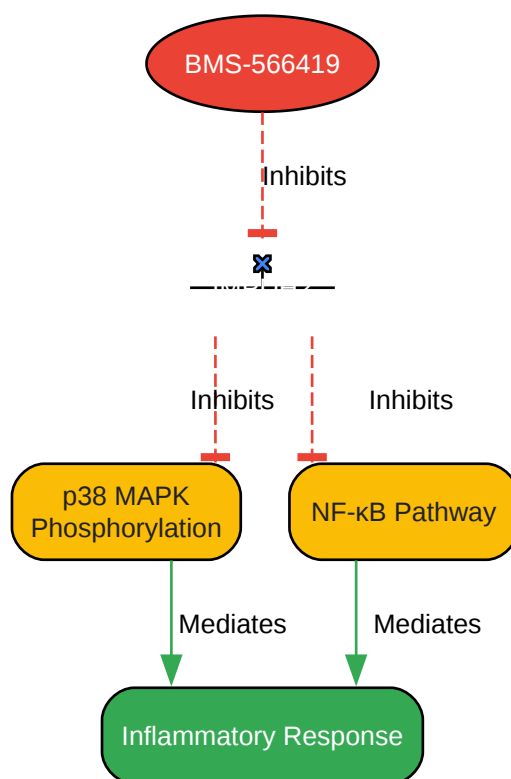 BMS-566419
Inhibits
Inhibits
Inhibits
p38 MAPK
Phosphorylation
NF-κB Pathway
Mediates
Mediates
Inflammatory Response